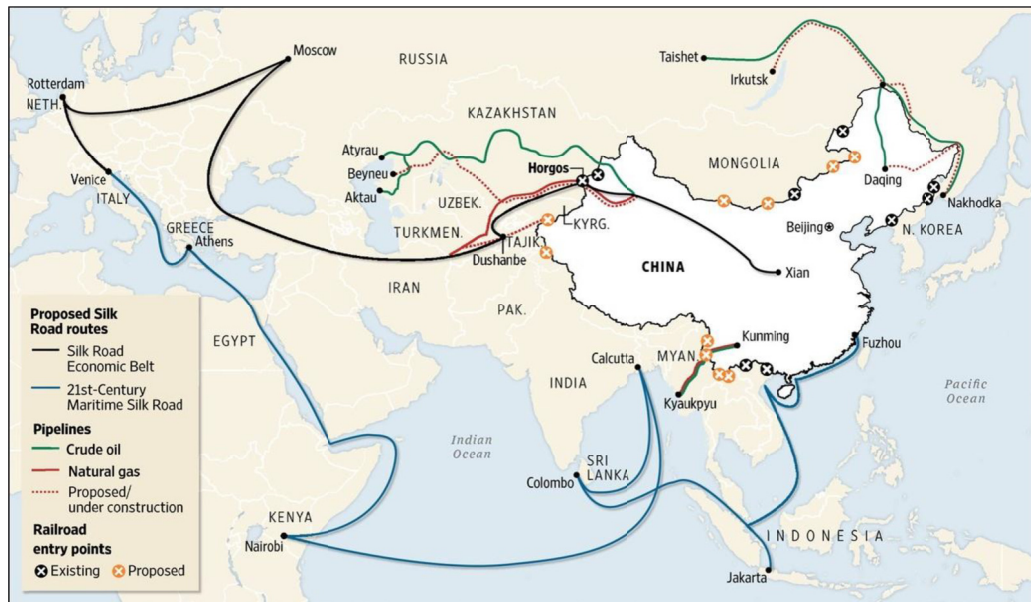 Moscow
RUSSIA
Taishet
Irkutsk
Rotterdam
NETH.
KAZAKHSTAN
Atyrau
Beyneu
Aktau
Horgos
MONGOLIA
Daqing
Nakhodka
Venice
ITALY
UZBEK.
KYRG.
GREECE
Athens
TURKMEN.
TAJIK.
Dushanbe
Beijing
N. KOREA
CHINA
Xian
IRAN
PAK.
EGYPT
Calcutta
MYAN.
Kunming
Fuzhou
INDIA
Kyaukpyu
Pacific
Ocean
Indian
Ocean
SRI
LANKA
Colombo
KENYA
Nairobi
INDONESIA
Jakarta
Proposed Silk
Road routes
Silk Road
Economic Belt
21st-Century
Maritime Silk Road
Pipelines
Crude oil
Natural gas
Proposed/
under construction
Railroad
entry points
Existing
Proposed